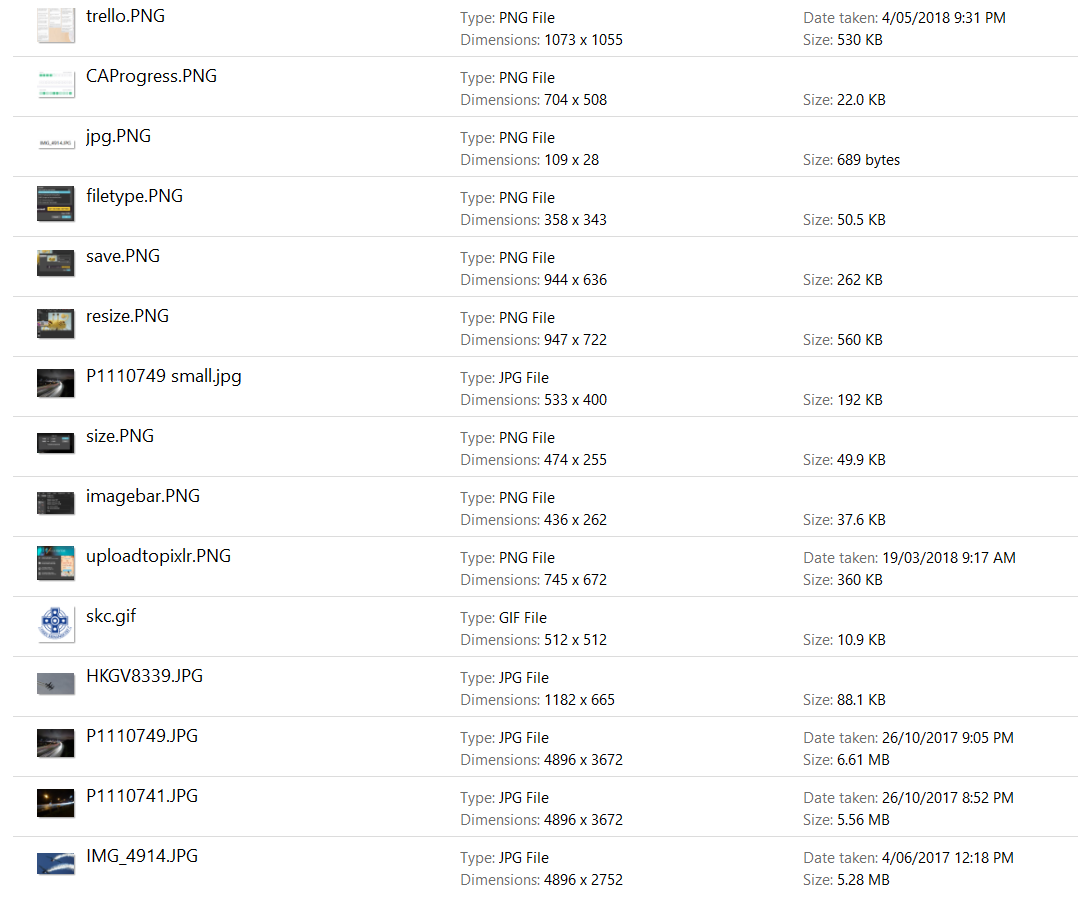 trello.PNG
Type: PNG File
Date taken: 4/05/2018 9:31 PM
Dimensions: 1073 x 1055
Size: 530 KB
CAProgress.PNG
Type: PNG File
Dimensions: 704 x 508
Size: 22.0 KB
jpg.PNG
IMG_4914.JPG
Type: PNG File
Dimensions: 109 x 28
Size: 689 bytes
filetype.PNG
Type: PNG File
Dimensions: 358 x 343
Size: 50.5 KB
save.PNG
Type: PNG File
Dimensions: 944 x 636
Size: 262 KB
resize.PNG
Type: PNG File
Dimensions: 947 x 722
Size: 560 KB
P1110749 small.jpg
Type: JPG File
Dimensions: 533 x 400
Size: 192 KB
size.PNG
Type: PNG File
Dimensions: 474 x 255
Size: 49.9 KB
imagebar.PNG
Type: PNG File
Dimensions: 436 x 262
Size: 37.6 KB
uploadtopixlr.PNG
Type: PNG File
Date taken: 19/03/2018 9:17 AM
Dimensions: 745 x 672
Size: 360 KB
skc.gif
Type: GIF File
Dimensions: 512 x 512
Size: 10.9 KB
HKGV8339.JPG
Type: JPG File
Dimensions: 1182 x 665
Size: 88.1 KB
P1110749.JPG
Type: JPG File
Date taken: 26/10/2017 9:05 PM
Dimensions: 4896 x 3672
Size: 6.61 MB
P1110741.JPG
Type: JPG File
Date taken: 26/10/2017 8:52 PM
Dimensions: 4896 x 3672
Size: 5.56 MB
IMG_4914.JPG
Type: JPG File
Date taken: 4/06/2017 12:18 PM
Dimensions: 4896 x 2752
Size: 5.28 MB